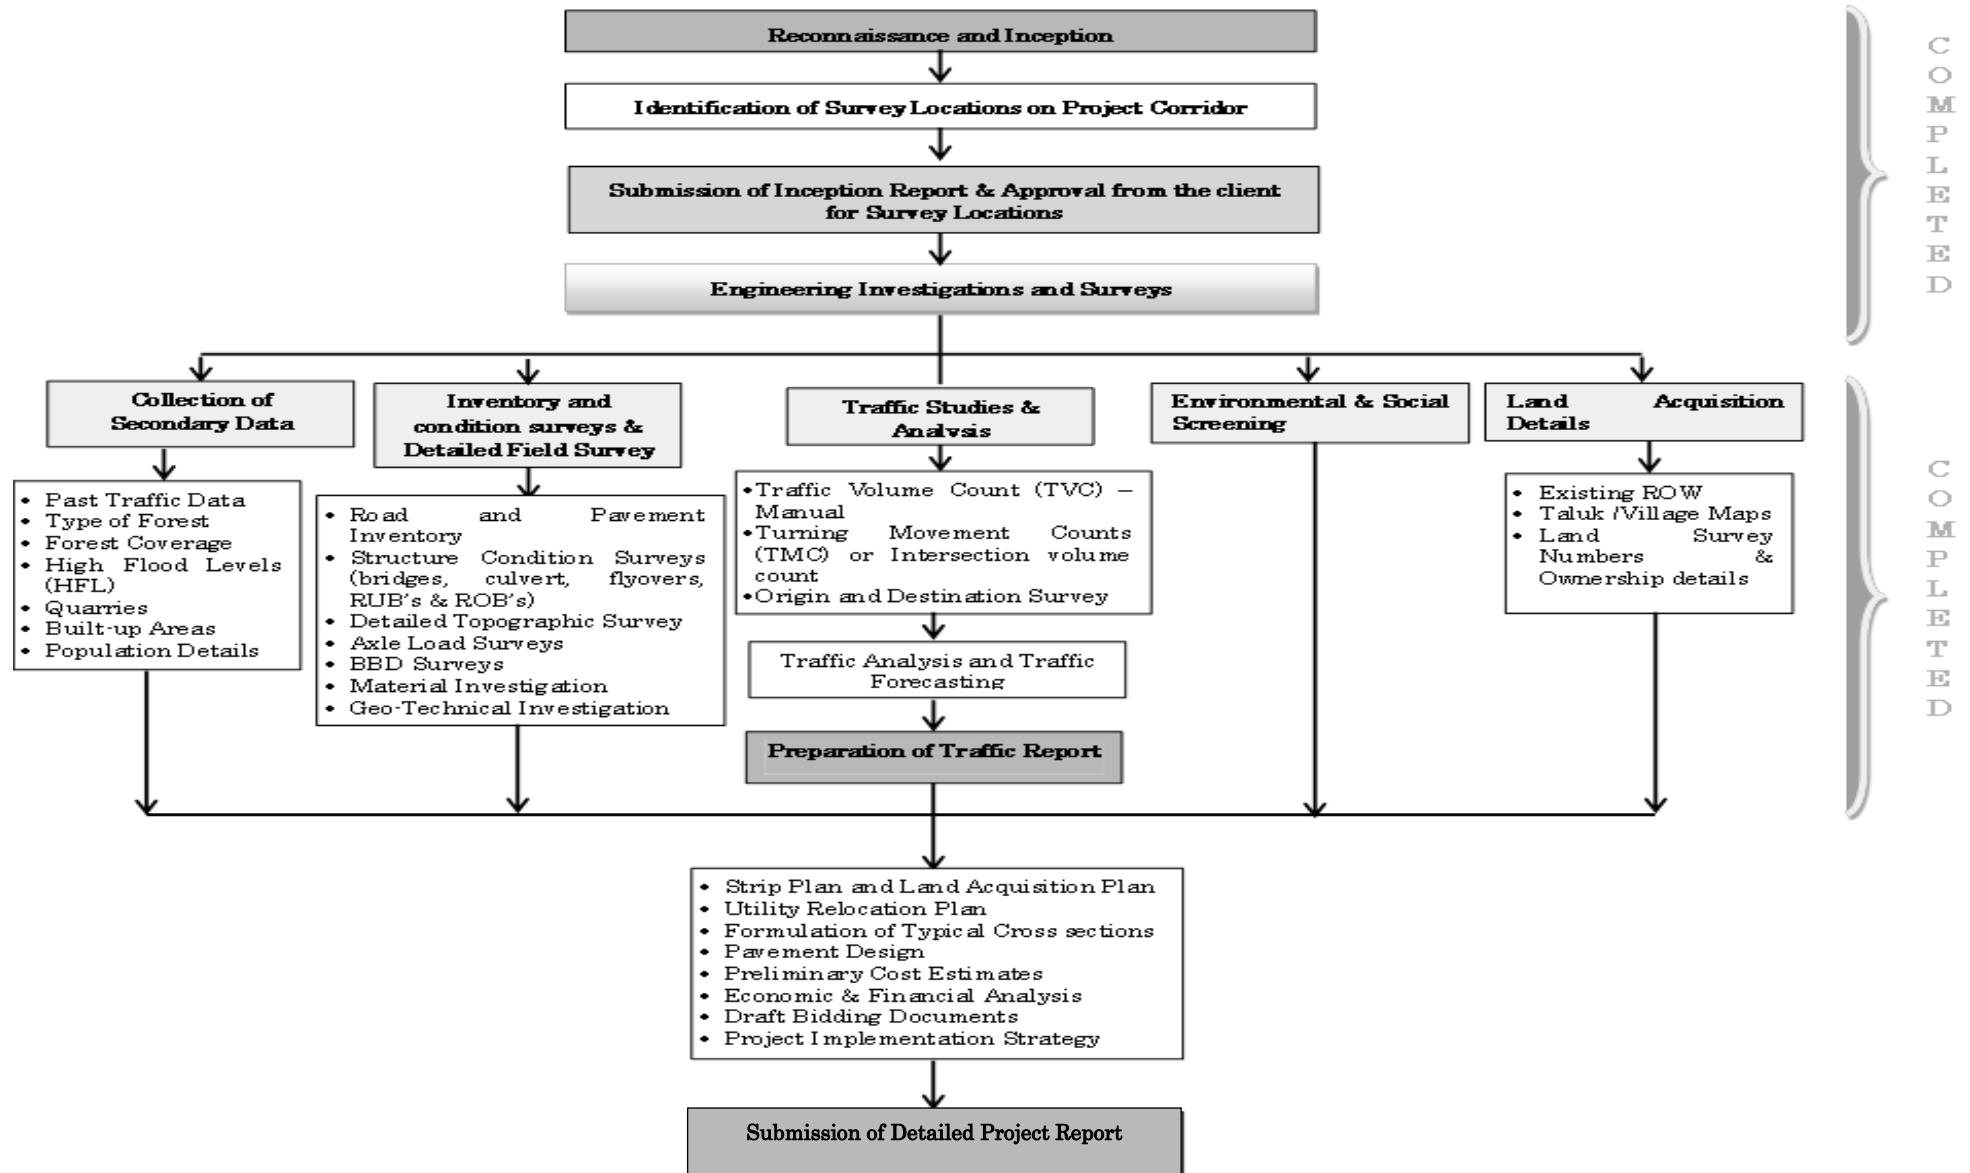 Reconnaissance and Inception
Identification of Survey Locations on Project Corridor
Submission of Inception Report & Approval from the client
for Survey Locations
Engineering Investigations and Surveys
C
O
M
P
L
E
T
E
D
Collection of
Secondary Data
• Past Traffic Data
• Type of Forest
• Forest Coverage
• High Flood Levels
(HFL)
• Quarries
• Built-up Areas
• Population Details
Inventory and
condition surveys &
Detailed Field Survey
• Road and Pavement
Inventory
• Structure Condition Surveys
(bridges, culvert, flyovers,
RUB's & ROB's)
• Detailed Topographic Survey
• Axle Load Surveys
• BBD Surveys
• Material Investigation
• Geo-Technical Investigation
Traffic Studies &
Analysis
•Traffic Volume Count (TVC) –
Manual
•Turning Movement Counts
(TMC) or Intersection volume
count
•Origin and Destination Survey
Traffic Analysis and Traffic
Forecasting
Preparation of Traffic Report
Environmental & Social
Screening
Land Acquisition
Details
• Existing ROW
• Taluk /Village Maps
• Land Survey
Numbers &
Ownership details
C
O
M
P
L
E
T
E
D
• Strip Plan and Land Acquisition Plan
• Utility Relocation Plan
• Formulation of Typical Cross sections
• Pavement Design
• Preliminary Cost Estimates
• Economic & Financial Analysis
• Draft Bidding Documents
• Project Implementation Strategy
Submission of Detailed Project Report